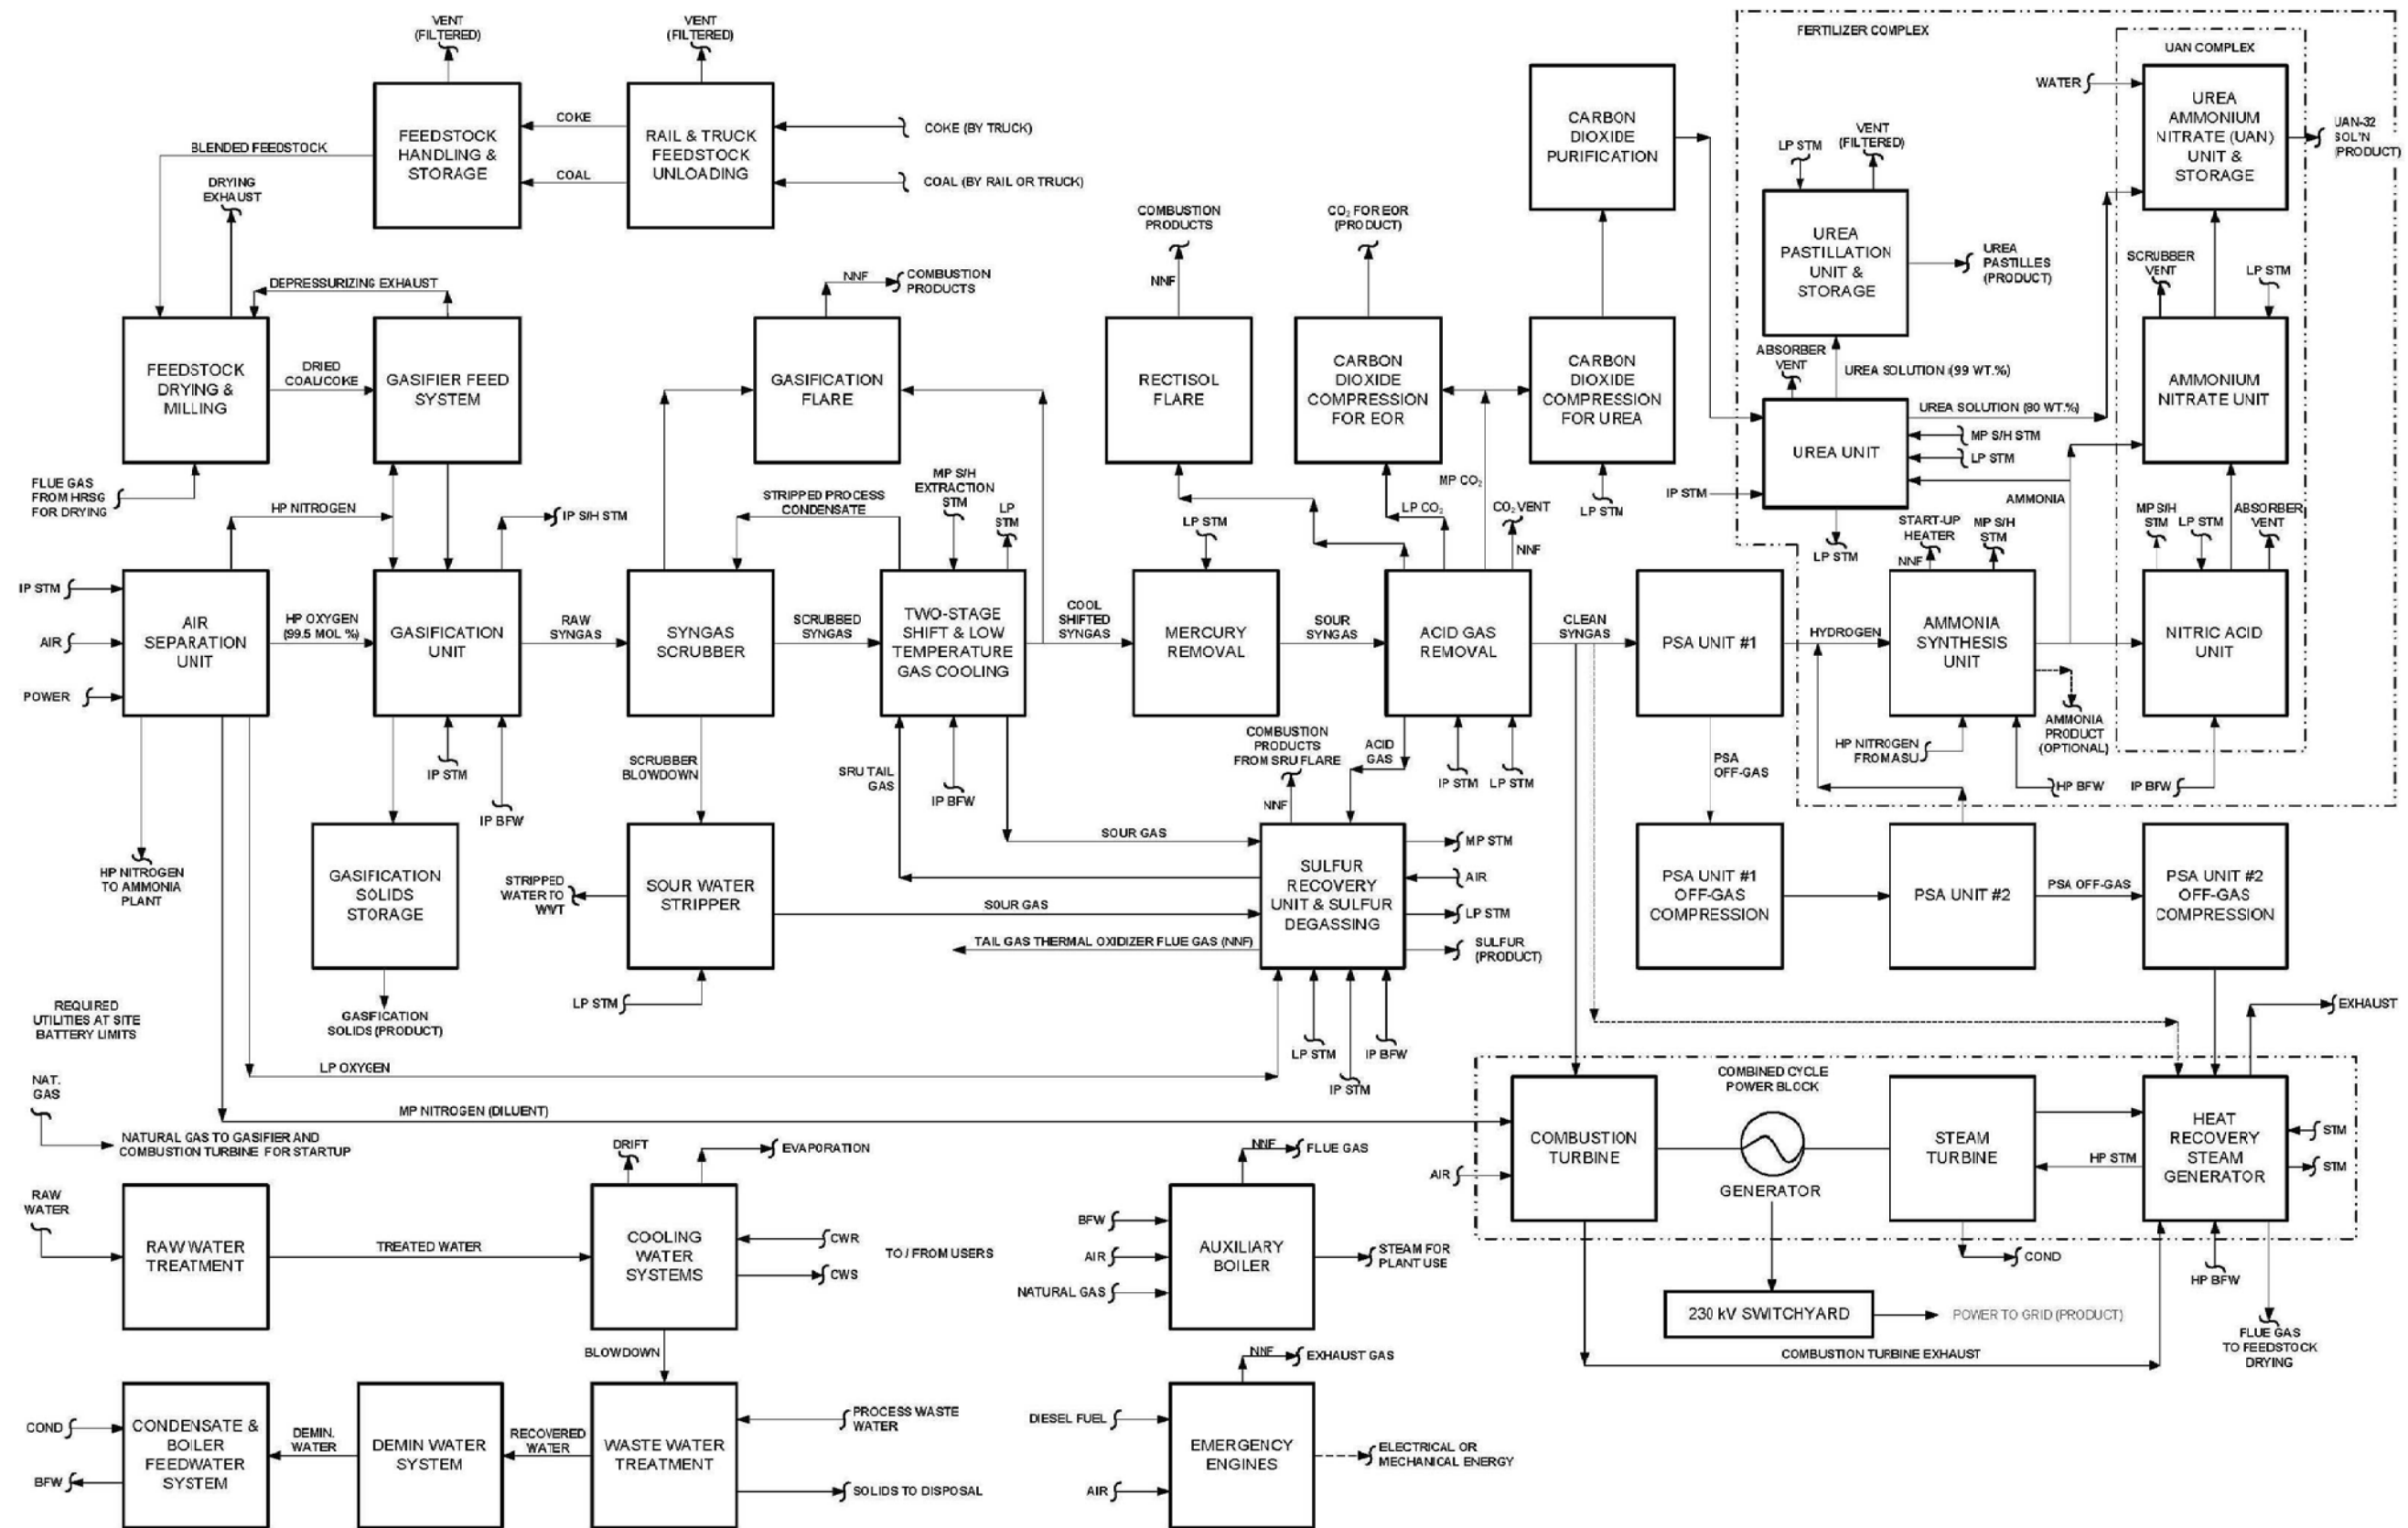 VENT
(FILTERED)
VENT
(FILTERED)
FEEDSTOCK
HANDLING &
STORAGE
COKE
COAL
RAIL & TRUCK
FEEDSTOCK
UNLOADING
COKE (BY TRUCK)
COAL (BY RAIL OR TRUCK)
BLENDED FEEDSTOCK
DRYING
EXHAUST
DEPRESSURIZING EXHAUST
FEEDSTOCK
DRYING &
MILLING
DRIED
COAL/COKE
GASIFIER FEED
SYSTEM
FLUE GAS
FROM HRSG
FOR DRYING
HP NITROGEN
IP S/H STM
NNF
COMBUSTION
PRODUCTS
GASIFICATION
FLARE
STRIPPED PROCESS
CONDENSATE
MP S/H
EXTRACTION
STM
LP
STM
COMBUSTION
PRODUCTS
NNF
RECTISOL
FLARE
CO₂ FOR EOR
(PRODUCT)
CARBON
DIOXIDE
COMPRESSION
FOR EOR
CARBON
DIOXIDE
PURIFICATION
CARBON
DIOXIDE
COMPRESSION
FOR UREA
LP STM
LP CO₂
MP CO₂
CO₂ VENT
NNF
LP STM
FERTILIZER COMPLEX
UAN COMPLEX
WATER
UREA
AMMONIUM
NITRATE (UAN)
UNIT &
STORAGE
UAN-32
SOL'N
(PRODUCT)
LP STM
VENT
(FILTERED)
UREA
PASTILLATION
UNIT &
STORAGE
UREA
PASTILLES
(PRODUCT)
SCRUBBER
VENT
LP STM
ABSORBER
VENT
UREA SOLUTION (99 WT.%)
AMMONIUM
NITRATE UNIT
UREA UNIT
UREA SOLUTION (80 WT.%)
MP S/H STM
LP STM
IP STM
AMMONIA
LP STM
START-UP
HEATER
NNF
MP S/H
STM
MP S/H
STM
LP STM
ABSORBER
VENT
IP STM
AIR
POWER
AIR
SEPARATION
UNIT
HP OXYGEN
(99.5 MOL %)
GASIFICATION
UNIT
RAW
SYNGAS
SYNGAS
SCRUBBER
SCRUBBED
SYNGAS
TWO-STAGE
SHIFT & LOW
TEMPERATURE
GAS COOLING
COOL
SHIFTED
SYNGAS
MERCURY
REMOVAL
SOUR
SYNGAS
ACID GAS
REMOVAL
CLEAN
SYNGAS
PSA UNIT #1
HYDROGEN
AMMONIA
SYNTHESIS
UNIT
NITRIC ACID
UNIT
AMMONIA
PRODUCT
(OPTIONAL)
HP NITROGEN
FROM ASU
HP BFW
IP BFW
IP STM
IP BFW
SCRUBBER
BLOWDOWN
SRU TAIL
GAS
IP BFW
COMBUSTION
PRODUCTS
FROM SRU FLARE
NNF
ACID
GAS
IP STM
LP STM
PSA
OFF-GAS
HP NITROGEN
TO AMMONIA
PLANT
GASIFICATION
SOLIDS
STORAGE
GASFICATION
SOLIDS (PRODUCT)
STRIPPED
WATER TO
WWT
SOUR WATER
STRIPPER
LP STM
SOUR GAS
SOUR GAS
TAIL GAS THERMAL OXIDIZER FLUE GAS (NNF)
SULFUR
RECOVERY
UNIT & SULFUR
DEGASSING
MP STM
AIR
LP STM
SULFUR
(PRODUCT)
LP STM
IP STM
IP BFW
PSA UNIT #1
OFF-GAS
COMPRESSION
PSA UNIT #2
PSA OFF-GAS
PSA UNIT #2
OFF-GAS
COMPRESSION
EXHAUST
REQUIRED
UTILITIES AT SITE
BATTERY LIMITS
LP OXYGEN
MP NITROGEN (DILUENT)
NAT.
GAS
NATURAL GAS TO GASIFIER AND
COMBUSTION TURBINE FOR STARTUP
COMBINED CYCLE
POWER BLOCK
COMBUSTION
TURBINE
AIR
GENERATOR
STEAM
TURBINE
HP STM
HEAT
RECOVERY
STEAM
GENERATOR
STM
STM
COND
HP BFW
FLUE GAS
TO FEEDSTOCK
DRYING
230 kV SWITCHYARD
POWER TO GRID (PRODUCT)
COMBUSTION TURBINE EXHAUST
RAW
WATER
RAW WATER
TREATMENT
TREATED WATER
DRIFT
EVAPORATION
COOLING
WATER
SYSTEMS
CWR
CWS
TO / FROM USERS
BLOWDOWN
NNF
FLUE GAS
BFW
AIR
NATURAL GAS
AUXILIARY
BOILER
STEAM FOR
PLANT USE
COND
BFW
CONDENSATE &
BOILER
FEEDWATER
SYSTEM
DEMIN.
WATER
DEMIN WATER
SYSTEM
RECOVERED
WATER
WASTE WATER
TREATMENT
PROCESS WASTE
WATER
SOLIDS TO DISPOSAL
NNF
EXHAUST GAS
DIESEL FUEL
AIR
EMERGENCY
ENGINES
ELECTRICAL OR
MECHANICAL ENERGY